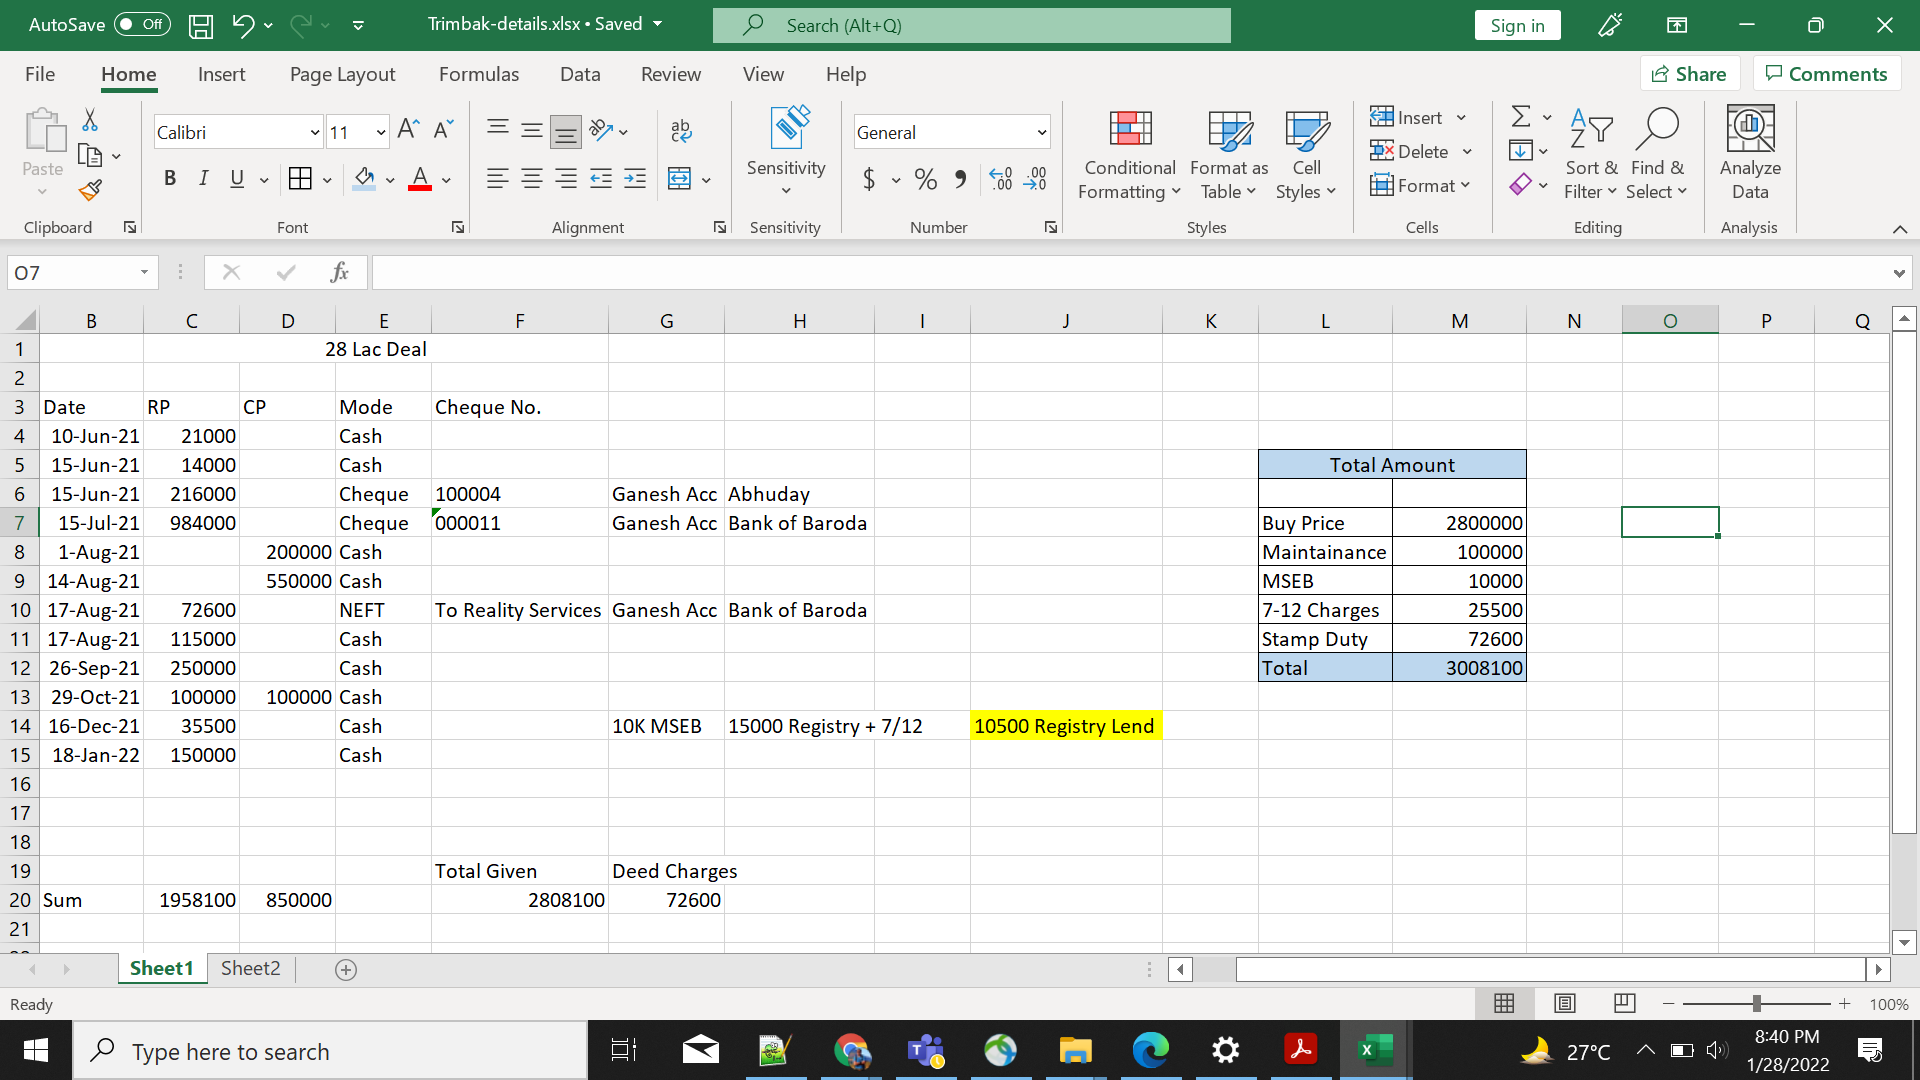 AutoSave Off Trimbak-details.xlsx • Saved Search (Alt+Q) Sign in
File Home Insert Page Layout Formulas Data Review View Help Share Comments
Paste Calibri 11 A A ab General Insert
B I U A $ % Delete
Sensitivity Conditional Formatting Format as Table Cell Styles Format Sort & Filter Find & Select Analyze Data
Clipboard Font Alignment Sensitivity Number Styles Cells Editing Analysis
O7 fx
B C D E F G H I J K L M N O P Q
1 28 Lac Deal
2
3 Date RP CP Mode Cheque No.
4 10-Jun-21 21000 Cash
5 15-Jun-21 14000 Cash Total Amount
6 15-Jun-21 216000 Cheque 100004 Ganesh Acc Abhuday
7 15-Jul-21 984000 Cheque 000011 Ganesh Acc Bank of Baroda Buy Price 2800000
8 1-Aug-21 200000 Cash Maintainance 100000
9 14-Aug-21 550000 Cash MSEB 10000
10 17-Aug-21 72600 NEFT To Reality Services Ganesh Acc Bank of Baroda 7-12 Charges 25500
11 17-Aug-21 115000 Cash Stamp Duty 72600
12 26-Sep-21 250000 Cash Total 3008100
13 29-Oct-21 100000 100000 Cash
14 16-Dec-21 35500 Cash 10K MSEB 15000 Registry + 7/12 10500 Registry Lend
15 18-Jan-22 150000 Cash
16
17
18
19 Total Given Deed Charges
20 Sum 1958100 850000 2808100 72600
21
Sheet1 Sheet2
Ready 100%
Type here to search 27°C 8:40 PM
1/28/2022